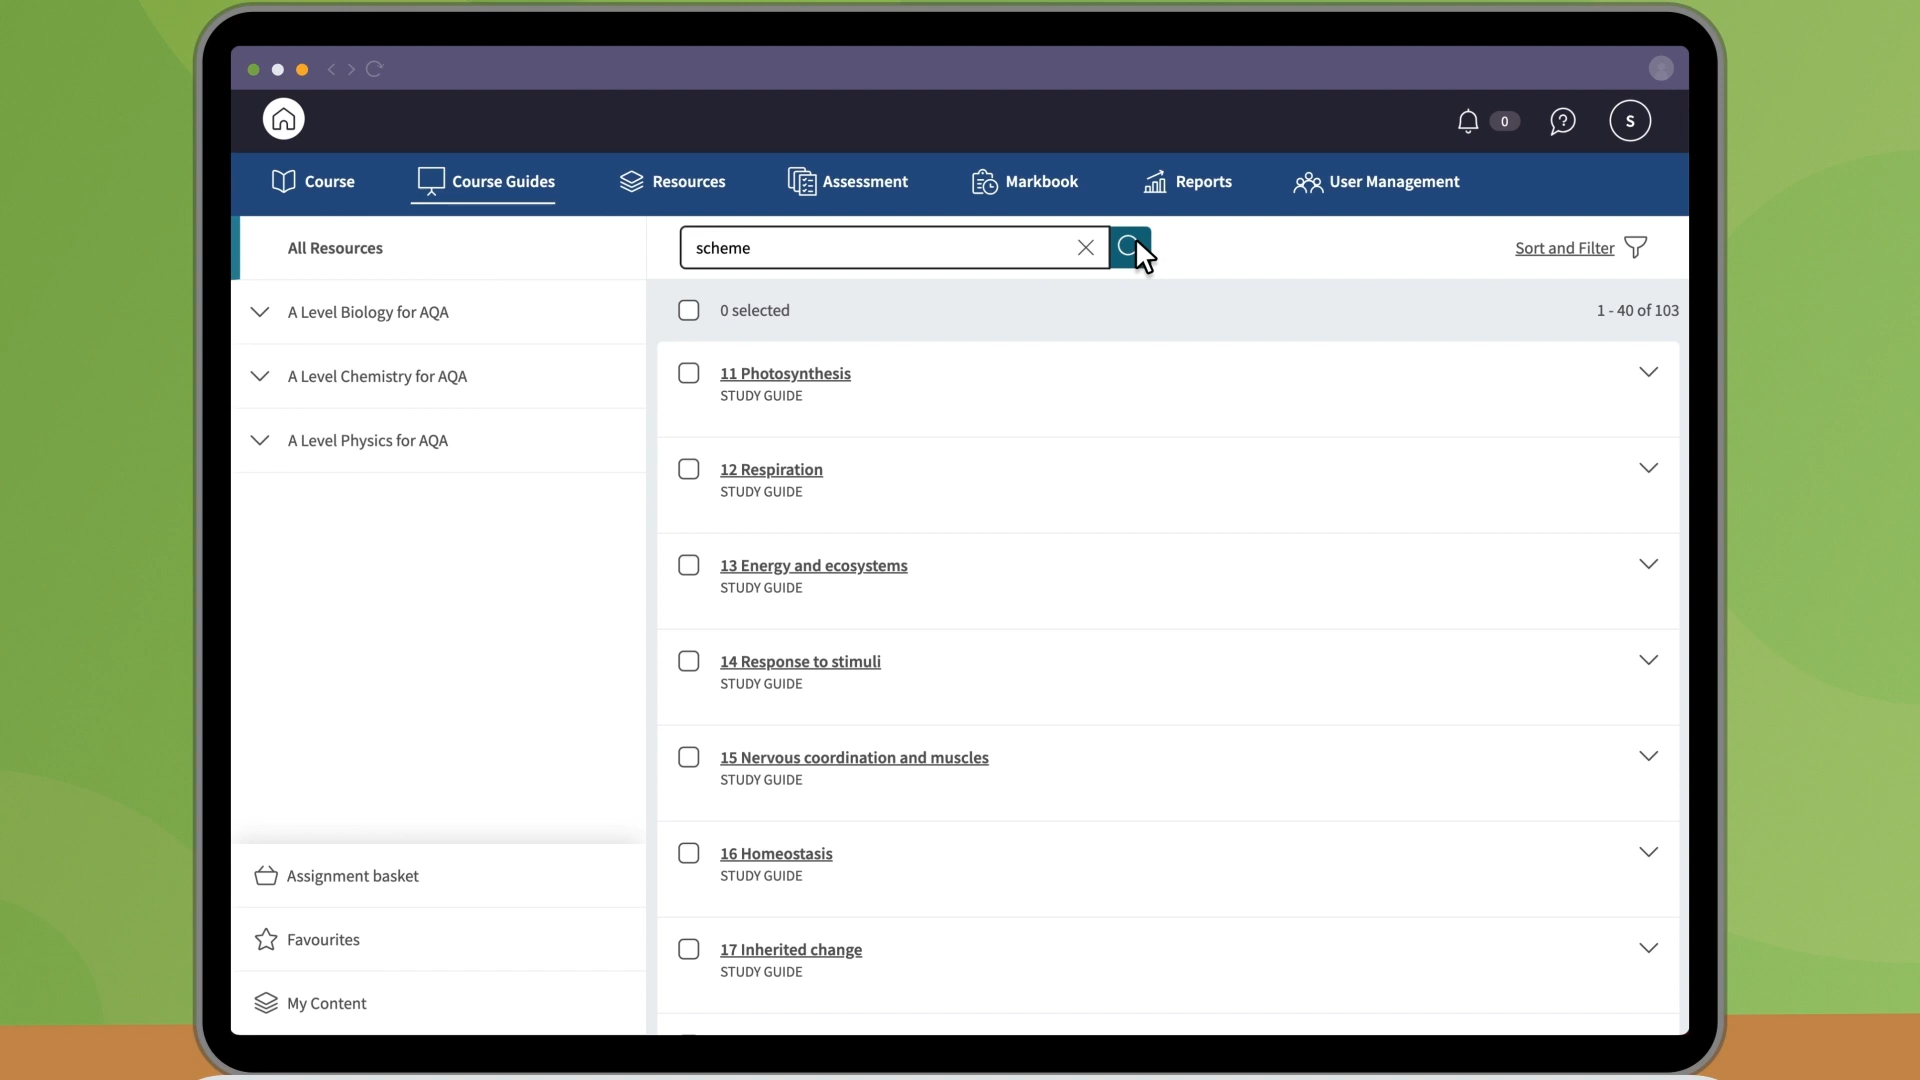 0
S
Course
Course Guides
Resources
Assessment
Markbook
Reports
User Management
All Resources
scheme
Sort and Filter
A Level Biology for AQA
0 selected
1 - 40 of 103
A Level Chemistry for AQA
A Level Physics for AQA
11 Photosynthesis
STUDY GUIDE
12 Respiration
STUDY GUIDE
13 Energy and ecosystems
STUDY GUIDE
14 Response to stimuli
STUDY GUIDE
15 Nervous coordination and muscles
STUDY GUIDE
16 Homeostasis
STUDY GUIDE
17 Inherited change
STUDY GUIDE
Assignment basket
Favourites
My Content